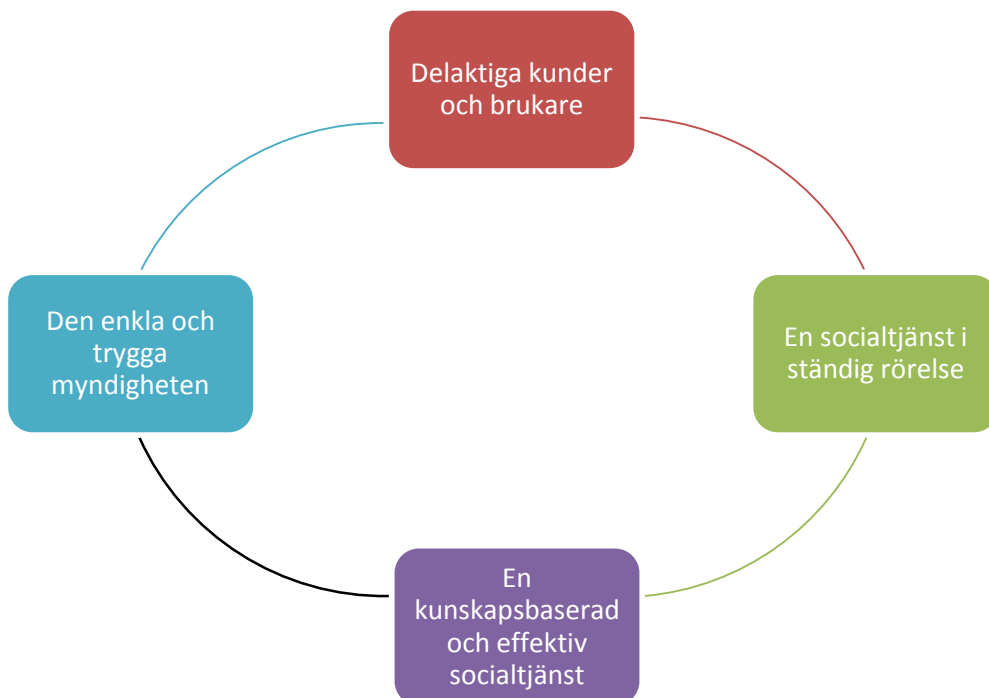 Delaktiga kunder
och brukare
Den enkla och
trygga
myndigheten
En socialtjänst i
ständig rörelse
En
kunskapsbaserad
och effektiv
socialtjänst